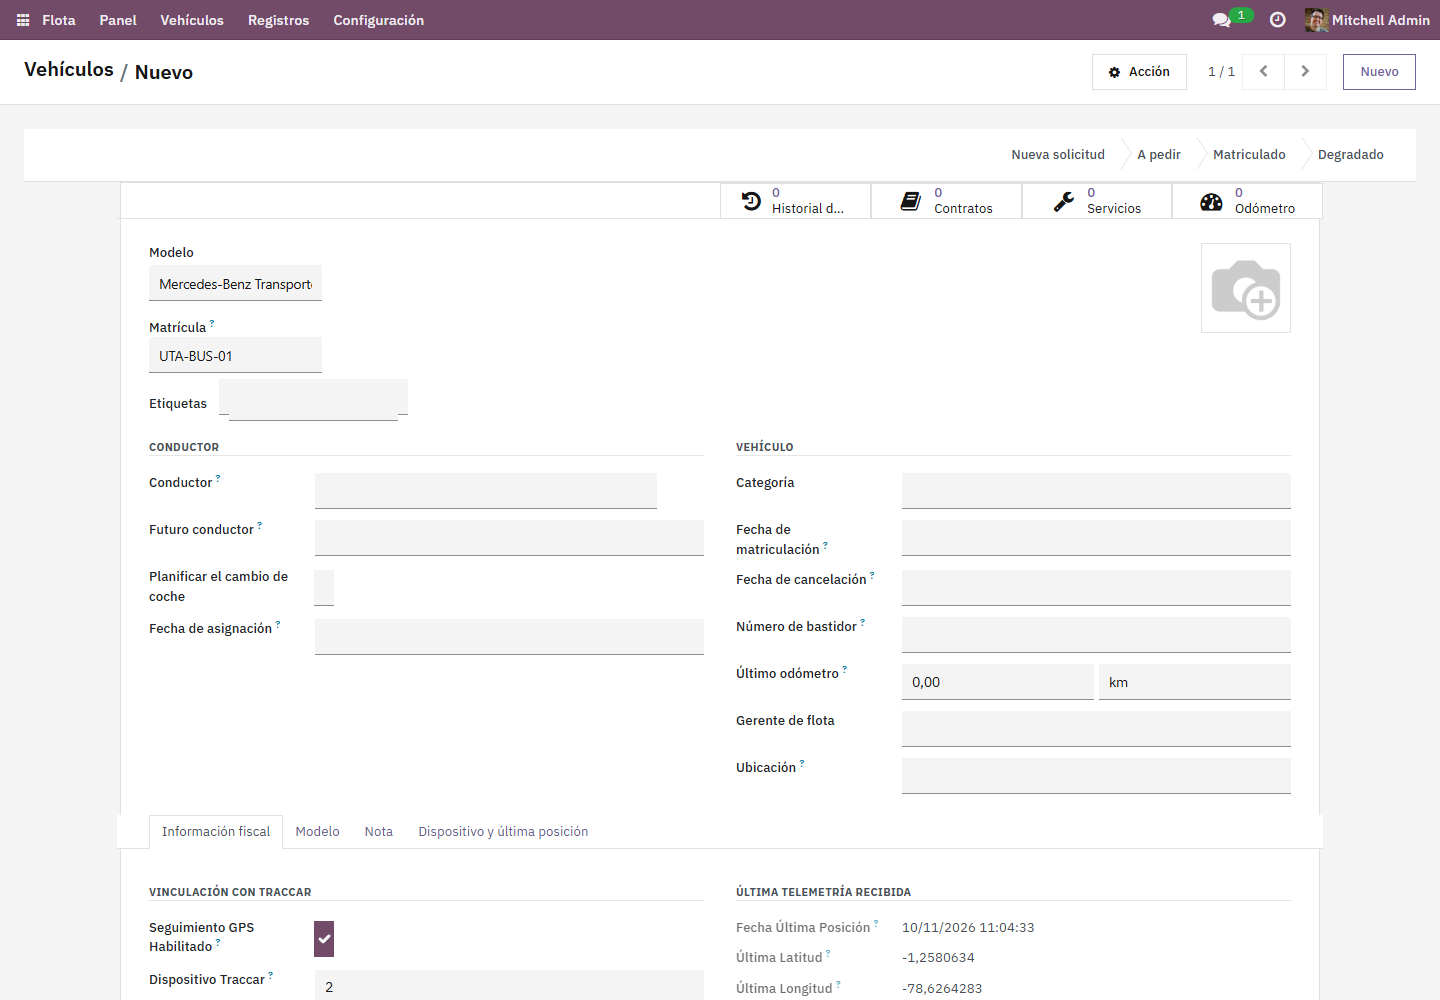 Flota Panel Vehículos Registros Configuración 1 Mitchell Admin
Vehículos / Nuevo Acción 1 / 1 Nuevo
Nueva solicitud A pedir Matriculado Degradado
0 Historial d...
0 Contratos
0 Servicios
0 Odómetro
Modelo
Mercedes-Benz Transport
Matrícula ?
UTA-BUS-01
Etiquetas
CONDUCTOR
Conductor ?
Futuro conductor ?
Planificar el cambio de
coche
Fecha de asignación ?
VEHÍCULO
Categoría
Fecha de
matriculación ?
Fecha de cancelación ?
Número de bastidor ?
Último odómetro ? 0,00 km
Gerente de flota
Ubicación ?
Información fiscal Modelo Nota Dispositivo y última posición
VINCULACIÓN CON TRACCAR
Seguimiento GPS
Habilitado ?
Dispositivo Traccar ? 2
ÚLTIMA TELEMETRÍA RECIBIDA
Fecha Última Posición ? 10/11/2026 11:04:33
Última Latitud ? -1,2580634
Última Longitud ? -78,6264283